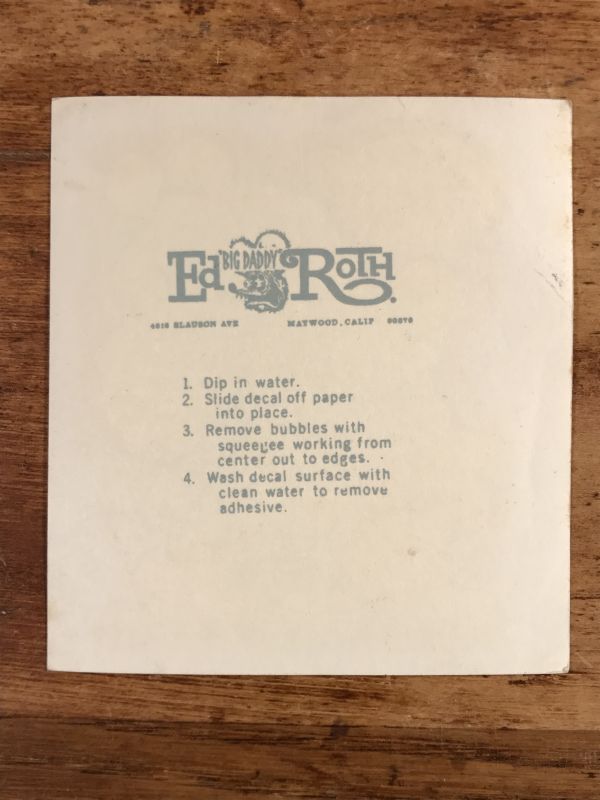 Ed "BIG DADDY" ROTH.
SLAUSON AVE MAYWOOD, CALIF
1. Dip in water.
2. Slide decal off paper
into place.
3. Remove bubbles with
squeegee working from
center out to edges.
4. Wash decal surface with
clean water to remove
adhesive.